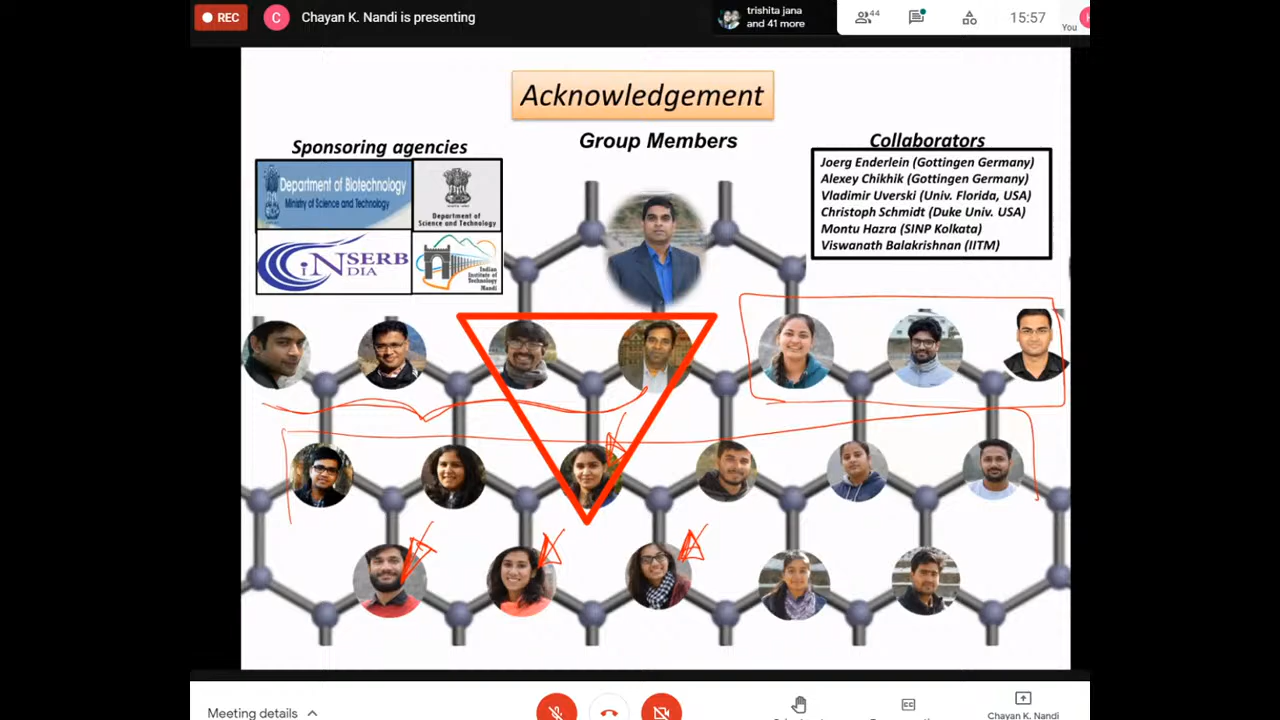 REC
C
Chayan K. Nandi is presenting
trishita jana
and 41 more
44
15:57
You
Acknowledgement
Sponsoring agencies
Department of Biotechnology
Ministry of Science and Technology
Department of
Science and Technology
SERB
INDIA
Indian
Institute of
Technology
Mandi
Group Members
Collaborators
Joerg Enderlein (Gottingen Germany)
Alexey Chikhik (Gottingen Germany)
Vladimir Uverski (Univ. Florida, USA)
Christoph Schmidt (Duke Univ. USA)
Montu Hazra (SINP Kolkata)
Viswanath Balakrishnan (IITM)
Meeting details
Chayan K. Nandi